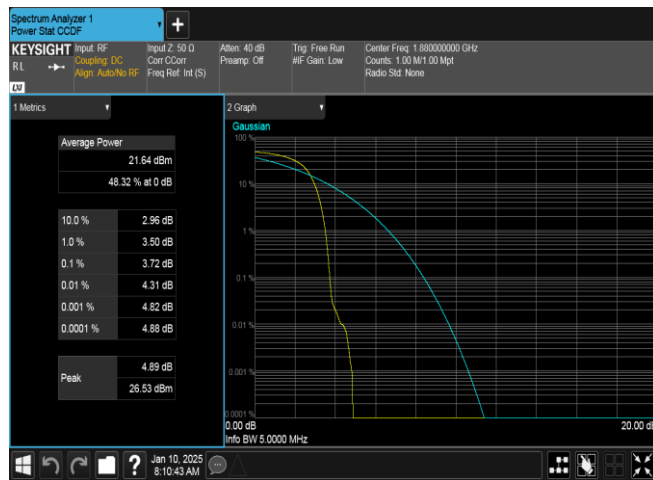 Spectrum Analyzer 1
Power Stat CCDF
+
KEYSIGHT
RL
LXI
Input: RF
Coupling: DC
Align: Auto/No RF
Input Z: 50 Ω
Corr CCorr
Freq Ref: Int (S)
Atten: 40 dB
Preamp: Off
Trig: Free Run
#IF Gain: Low
Center Freq: 1.880000000 GHz
Counts: 1.00 M/1.00 Mpt
Radio Std: None
1 Metrics
Average Power
21.64 dBm
48.32 % at 0 dB
10.0 % 2.96 dB
1.0 % 3.50 dB
0.1 % 3.72 dB
0.01 % 4.31 dB
0.001 % 4.82 dB
0.0001 % 4.88 dB
Peak
4.89 dB
26.53 dBm
2 Graph
Gaussian
100 %
10 %
1 %
0.1 %
0.01 %
0.001 %
0.0001 %
0.00 dB
20.00 d
Info BW 5.0000 MHz
?
Jan 10, 2025
8:10:43 AM